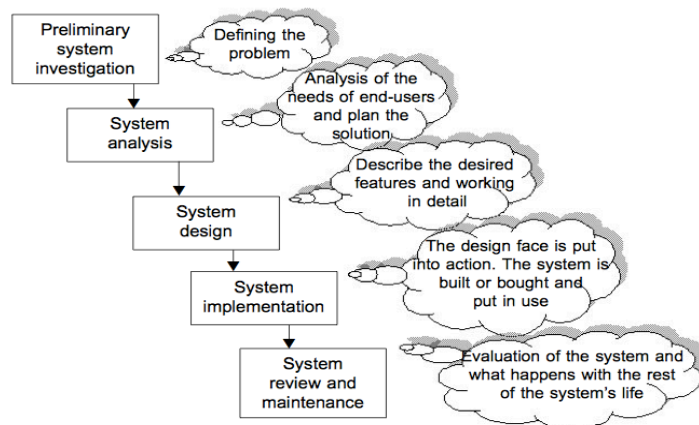 Preliminary
system
investigation
Defining the
problem
System
analysis
Analysis of the
needs of end-users
and plan the
solution
System
design
Describe the desired
features and working
in detail
System
implementation
The design face is put
into action. The system is
built or bought and
put in use
System
review and
maintenance
Evaluation of the system and
what happens with the rest
of the system's life